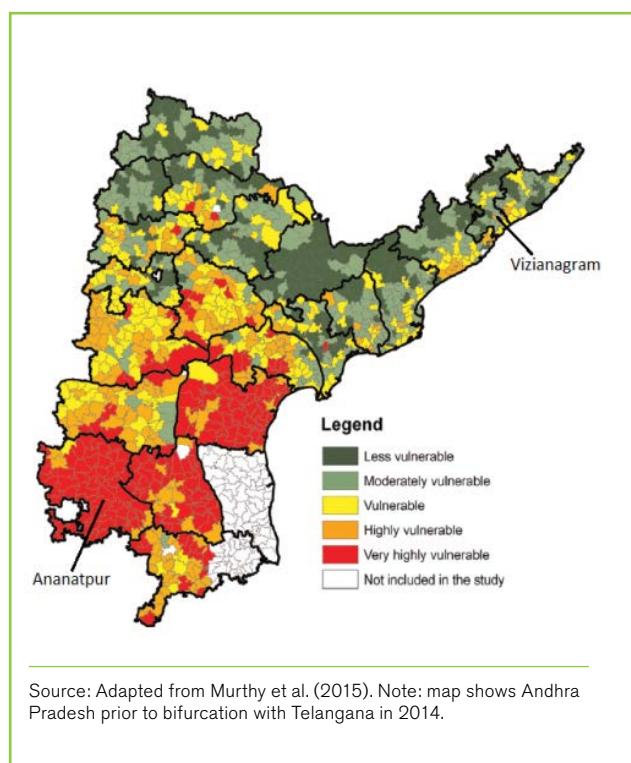 Vizianagram
Legend
Less vulnerable
Moderately vulnerable
Vulnerable
Highly vulnerable
Very highly vulnerable
Not included in the study
Ananatpur
Source: Adapted from Murthy et al. (2015). Note: map shows Andhra
Pradesh prior to bifurcation with Telangana in 2014.